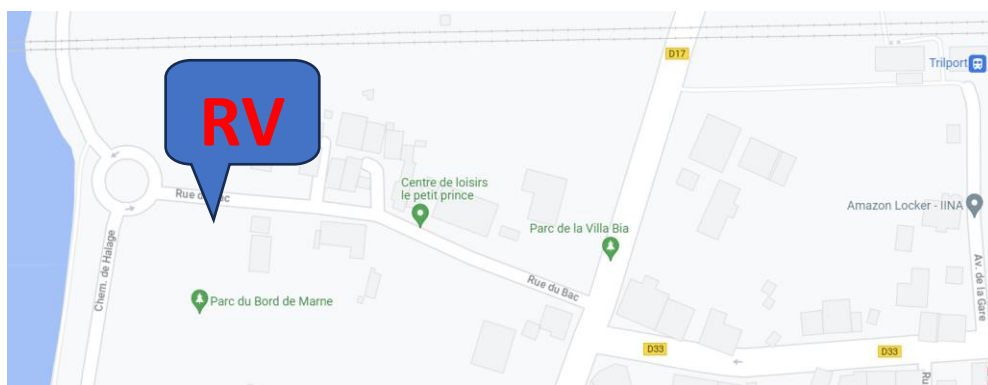 D17
Trilport
RV
Rue du Bac
Centre de loisirs
le petit prince
Amazon Locker - IINA
Parc de la Villa Bia
Chem. de Halage
Av. de la Gare
Rue du Bac
Parc du Bord de Marne
D33
D33
Ru